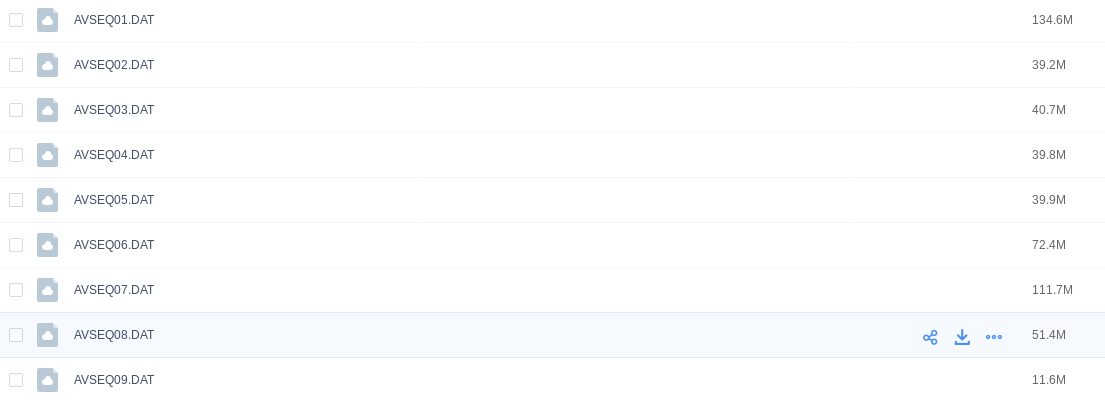 AVSEQ01.DAT 134.6M
AVSEQ02.DAT 39.2M
AVSEQ03.DAT 40.7M
AVSEQ04.DAT 39.8M
AVSEQ05.DAT 39.9M
AVSEQ06.DAT 72.4M
AVSEQ07.DAT 111.7M
AVSEQ08.DAT 51.4M
AVSEQ09.DAT 11.6M